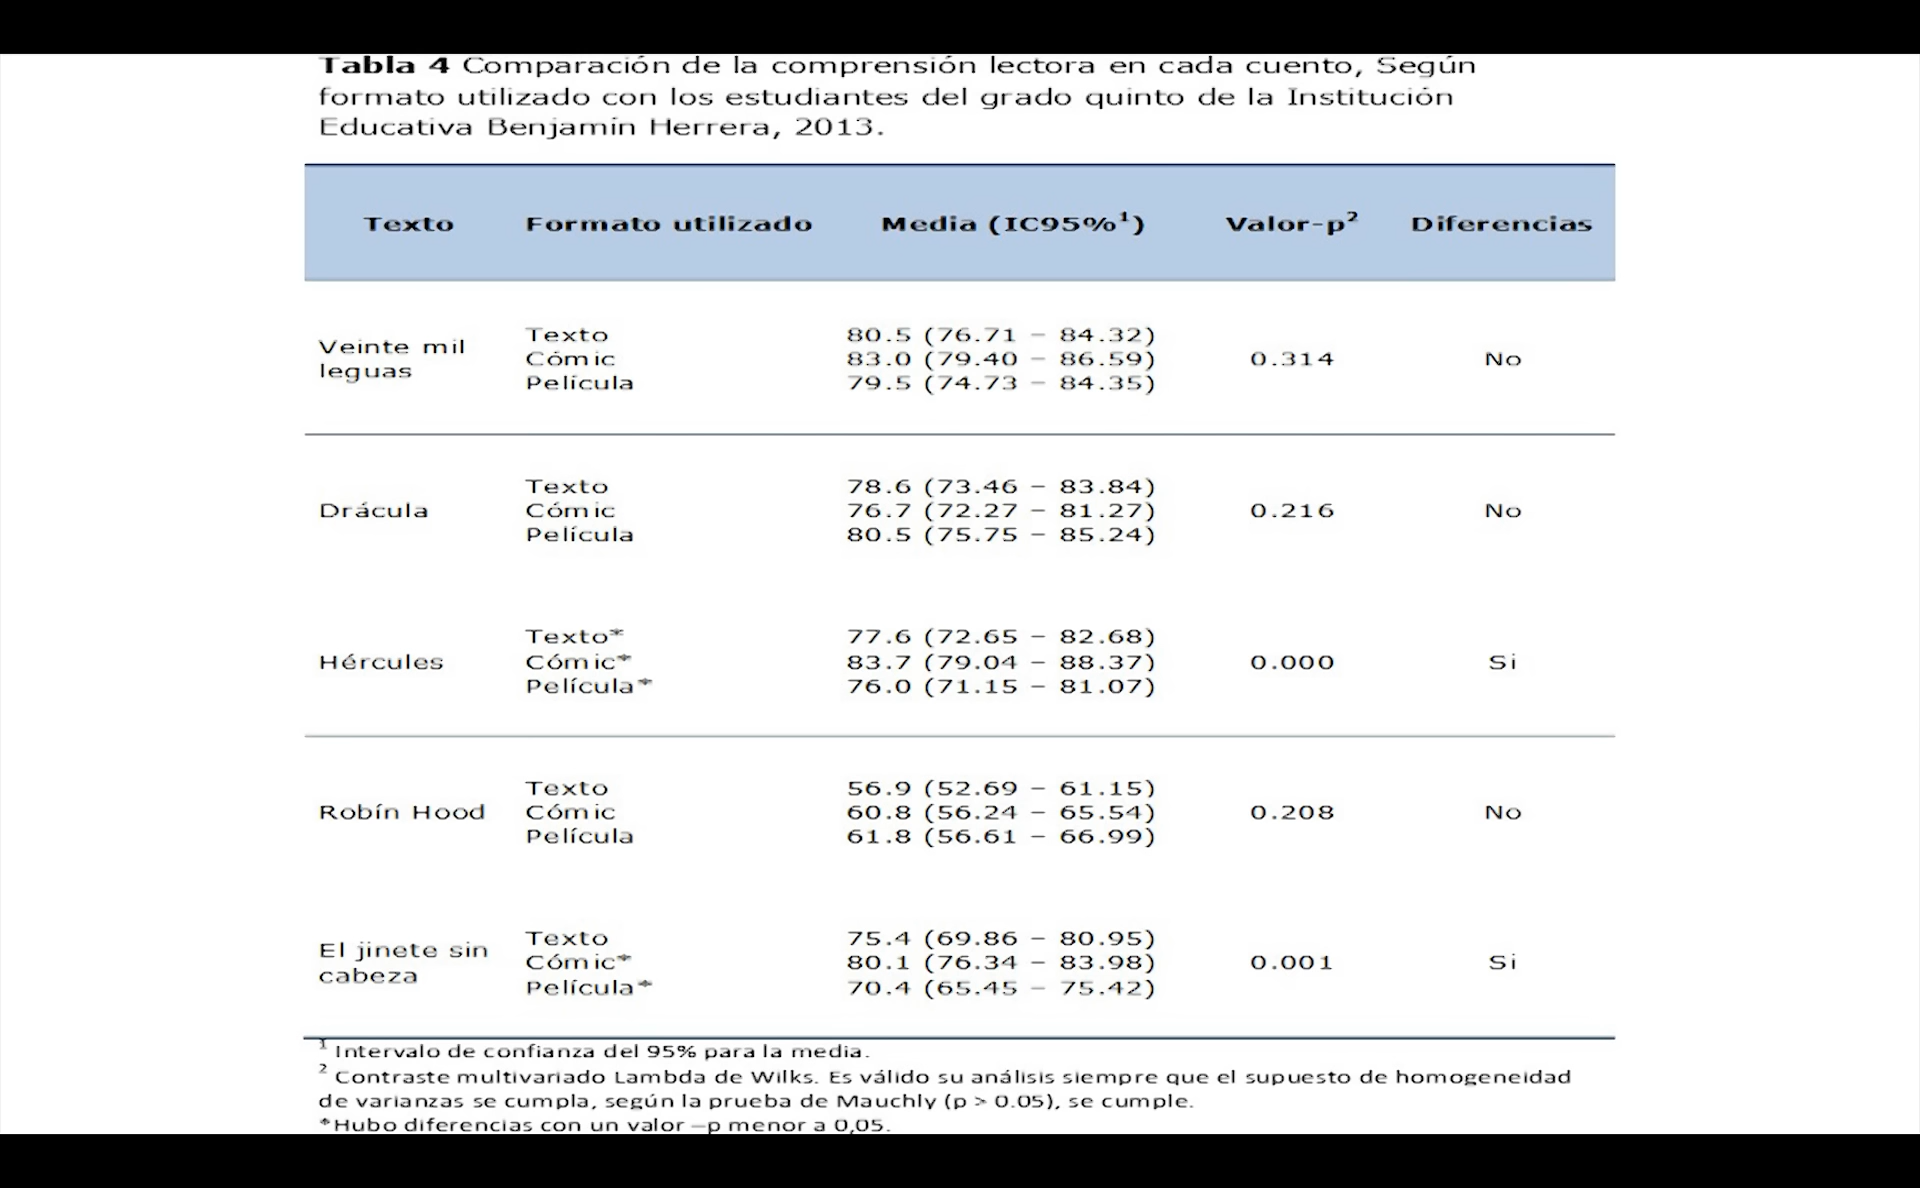 Tabla 4 Comparación de la comprensión lectora en cada cuento, Según
formato utilizado con los estudiantes del grado quinto de la Institución
Educativa Benjamín Herrera, 2013.
Texto Formato utilizado Media (IC95%¹) Valor-p² Diferencias
Veinte mil leguas
Texto 80.5 (76.71 – 84.32)
Cómic 83.0 (79.40 – 86.59) 0.314 No
Película 79.5 (74.73 – 84.35)
Drácula
Texto 78.6 (73.46 – 83.84)
Cómic 76.7 (72.27 – 81.27) 0.216 No
Película 80.5 (75.75 – 85.24)
Hércules
Texto* 77.6 (72.65 – 82.68)
Cómic* 83.7 (79.04 – 88.37) 0.000 Si
Película* 76.0 (71.15 – 81.07)
Robín Hood
Texto 56.9 (52.69 – 61.15)
Cómic 60.8 (56.24 – 65.54) 0.208 No
Película 61.8 (56.61 – 66.99)
El jinete sin cabeza
Texto 75.4 (69.86 – 80.95)
Cómic* 80.1 (76.34 – 83.98) 0.001 Si
Película* 70.4 (65.45 – 75.42)
¹ Intervalo de confianza del 95% para la media.
² Contraste multivariado Lambda de Wilks. Es válido su análisis siempre que el supuesto de homogeneidad
de varianzas se cumpla, según la prueba de Mauchly (p > 0.05), se cumple.
*Hubo diferencias con un valor –p menor a 0,05.